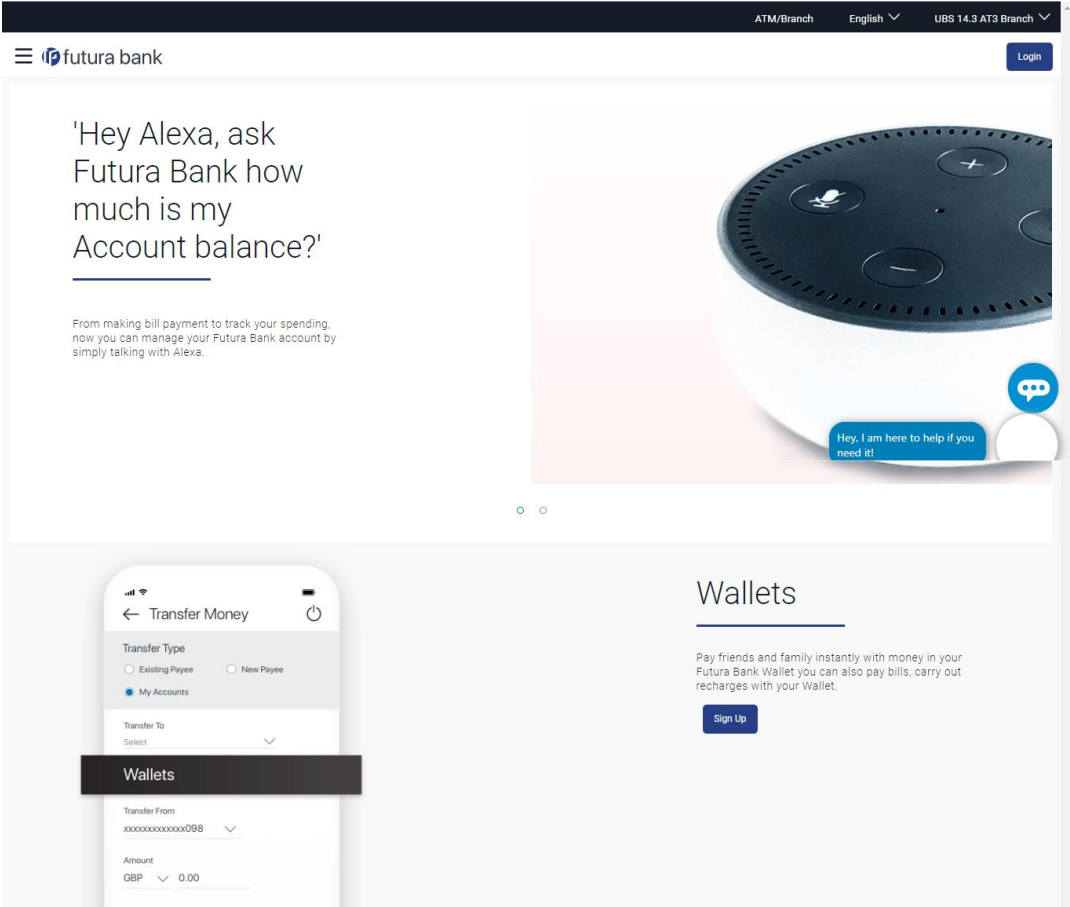 ATM/Branch English UBS 14.3 AT3 Branch
futura bank Login
'Hey Alexa, ask
Futura Bank how
much is my
Account balance?'
From making bill payment to track your spending,
now you can manage your Futura Bank account by
simply talking with Alexa.
Hey, I am here to help if you
need it!
Transfer Money
Transfer Type
Existing Payee New Payee
My Accounts
Transfer To
Select
Wallets
Transfer From
xxxxxxxxxxxxx098
Amount
GBP 0.00
Wallets
Pay friends and family instantly with money in your
Futura Bank Wallet you can also pay bills, carry out
recharges with your Wallet.
Sign Up